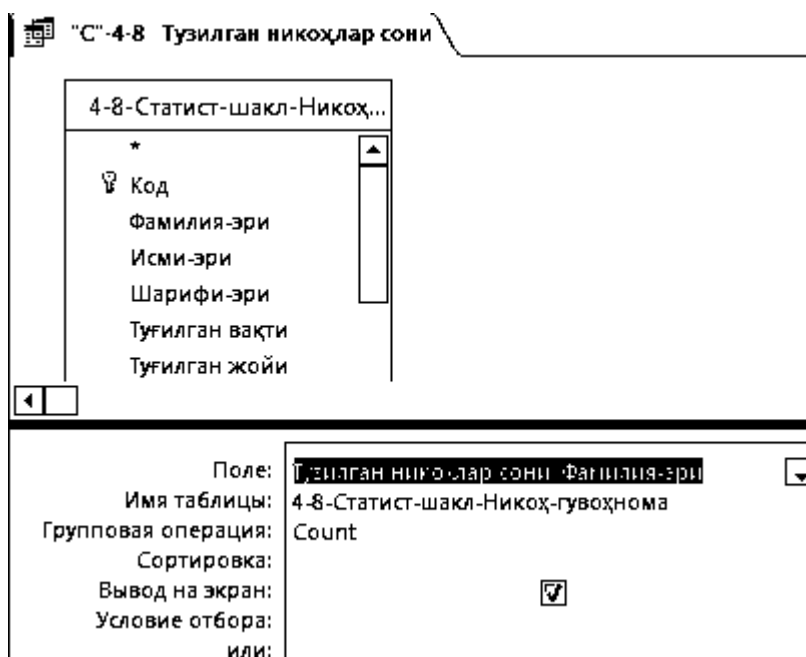 "С"-4-8 Тузилган никоҳлар сони
4-8-Статист-шакл-Никоҳ...
*
Код
Фамилия-эри
Исми-эри
Шарифи-эри
Туғилган вақти
Туғилган жойи
Поле: Тузилган никоҳлар сони: Фамилия-эри
Имя таблицы: 4-8-Статист-шакл-Никоҳ-гувоҳнома
Групповая операция: Count
Сортировка:
Вывод на экран:
Условие отбора:
или: